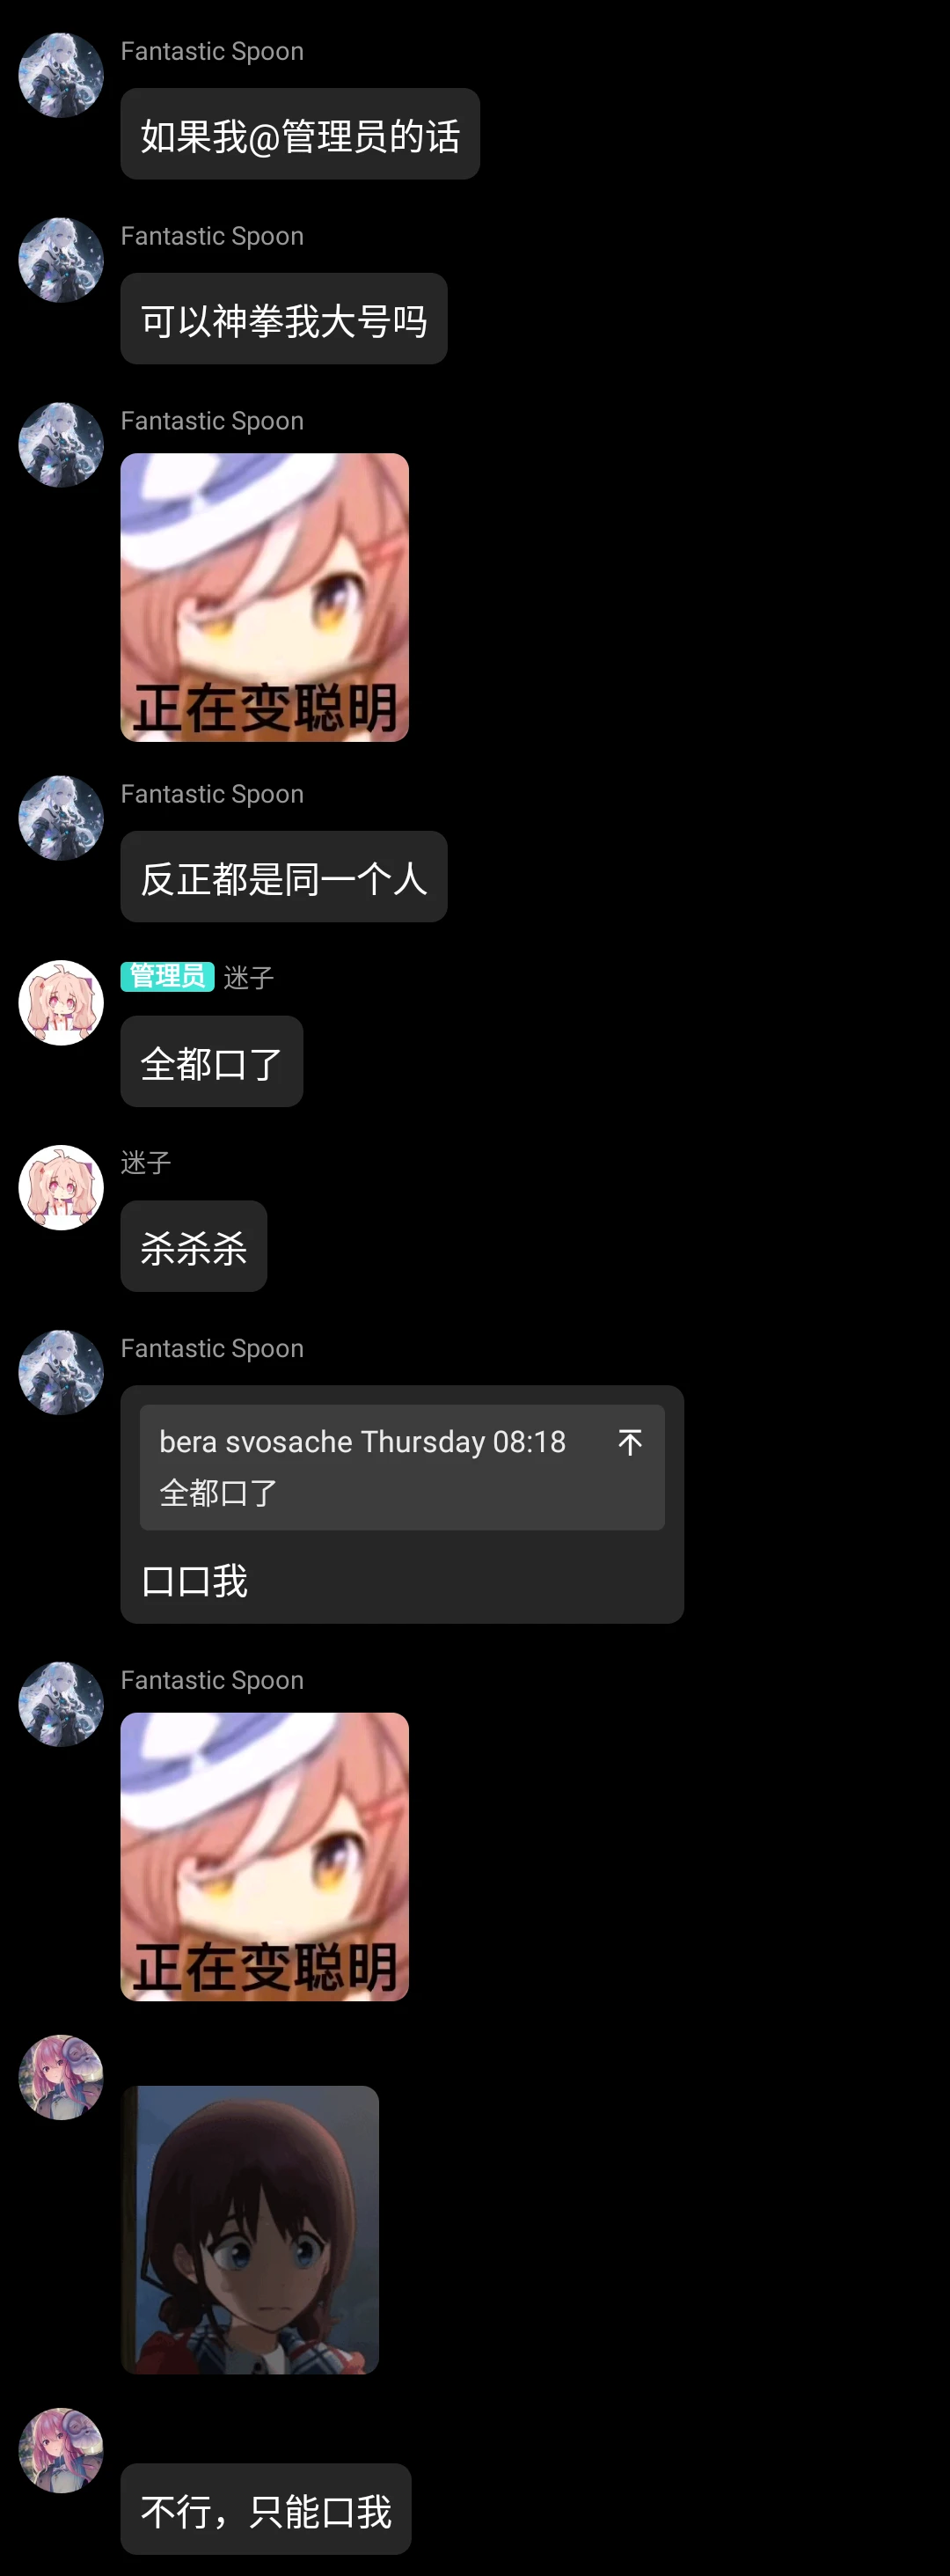 Fantastic Spoon
如果我@管理员的话
Fantastic Spoon
可以神拳我大号吗
Fantastic Spoon
正在变聪明
Fantastic Spoon
反正都是同一个人
管理员 迷子
全都口了
迷子
杀杀杀
Fantastic Spoon
bera svosache Thursday 08:18
全都口了
口口我
Fantastic Spoon
正在变聪明
不行，只能口我